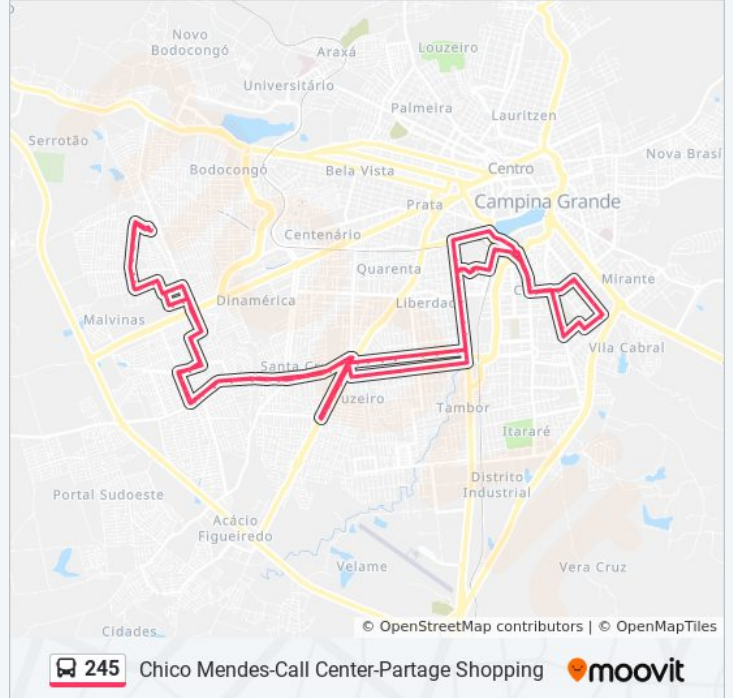 Novo
Bodocongó
Araxá
Louzeiro
Universitário
Palmeira
Lauritzen
Serrotão
Nova Brasí
Bodocongó
Bela Vista
Centro
Prata
Campina Grande
Centenário
Quarenta
Mirante
Dinamérica
Liberdad
C
Malvinas
Vila Cabral
Santa Cru
uzeiro
Tambor
Itararé
Distrito
Industrial
Portal Sudoeste
Acácio
Figueiredo
Velame
Vera Cruz
Cidades
© OpenStreetMap contributors | © OpenMapTiles
245 Chico Mendes-Call Center-Partage Shopping moovit